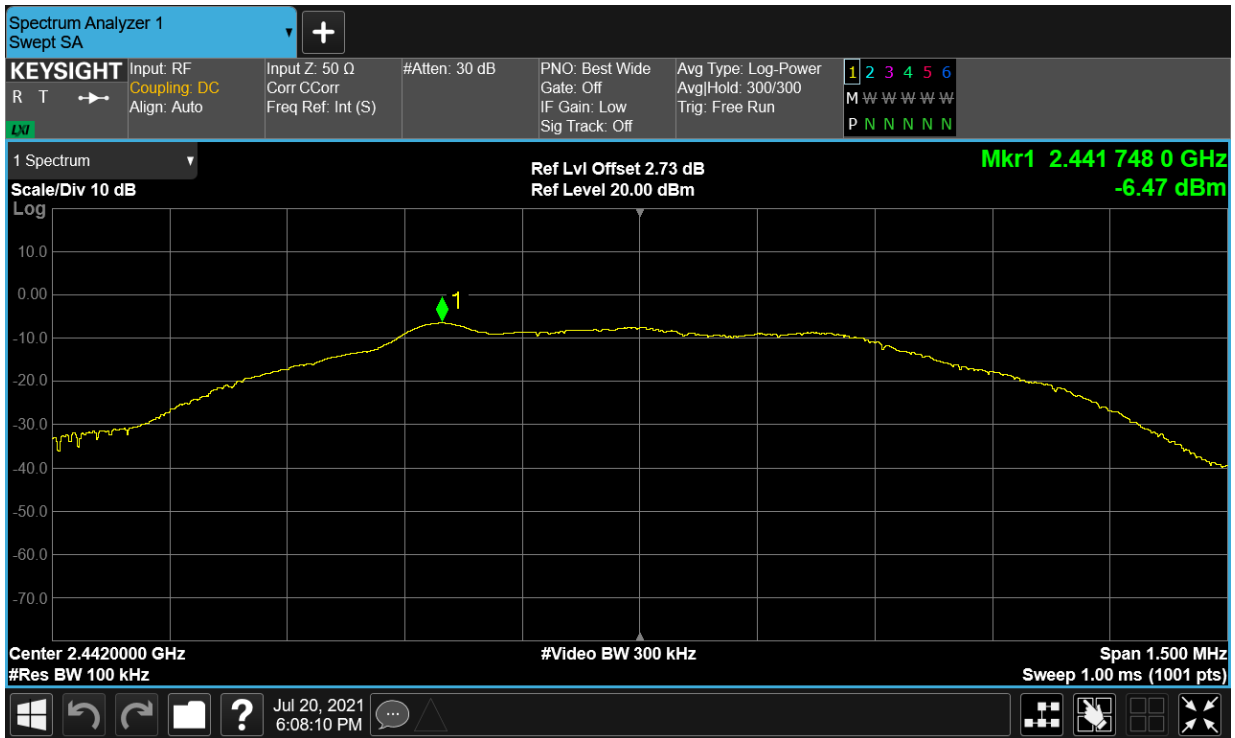 Spectrum Analyzer 1
Swept SA
KEYSIGHT
R T
LXI
Input: RF
Coupling: DC
Align: Auto
Input Z: 50 Ω
Corr CCorr
Freq Ref: Int (S)
#Atten: 30 dB
PNO: Best Wide
Gate: Off
IF Gain: Low
Sig Track: Off
Avg Type: Log-Power
Avg|Hold: 300/300
Trig: Free Run
1 2 3 4 5 6
M W W W W W
P N N N N N
1 Spectrum
Scale/Div 10 dB
Log
Ref Lvl Offset 2.73 dB
Ref Level 20.00 dBm
Mkr1 2.441 748 0 GHz
-6.47 dBm
10.0
0.00
-10.0
-20.0
-30.0
-40.0
-50.0
-60.0
-70.0
1
Center 2.4420000 GHz
#Res BW 100 kHz
#Video BW 300 kHz
Span 1.500 MHz
Sweep 1.00 ms (1001 pts)
?
Jul 20, 2021
6:08:10 PM